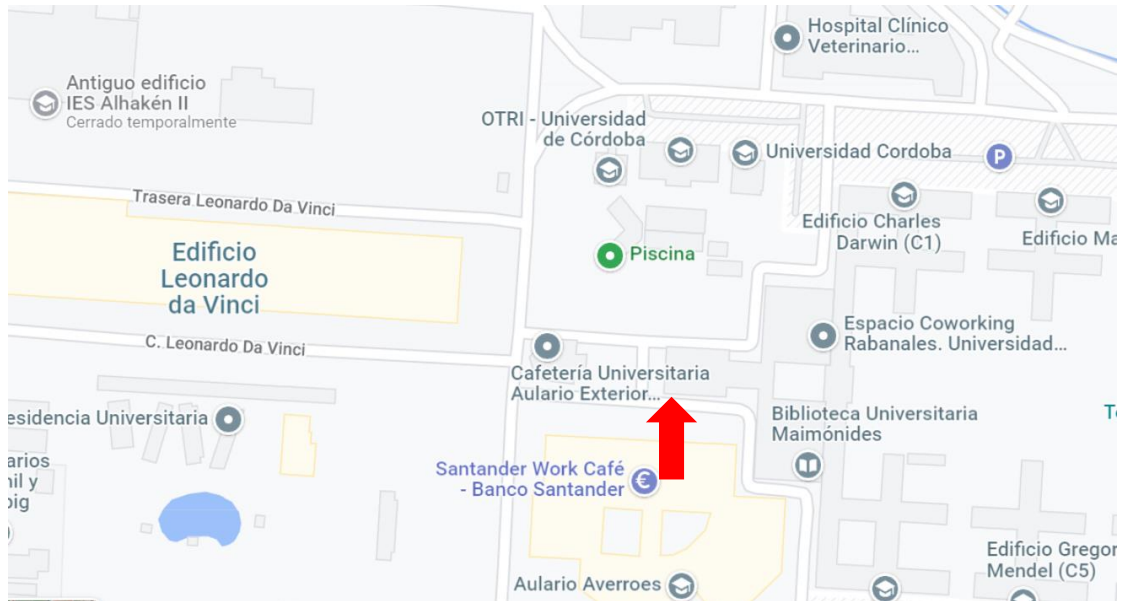 Hospital Clínico
Veterinario...
Antiguo edificio
IES Alhakén II
Cerrado temporalmente
OTRI - Universidad
de Córdoba
Universidad Cordoba
P
Trasera Leonardo Da Vinci
Edificio Charles
Darwin (C1)
Edificio Ma
Edificio
Leonardo
da Vinci
Piscina
C. Leonardo Da Vinci
Espacio Coworking
Rabanales. Universidad...
Cafetería Universitaria
Aulario Exterior...
esidencia Universitaria
Biblioteca Universitaria
Maimónides
arios
nil y
oig
Santander Work Café
- Banco Santander
€
Edificio Gregor
Mendel (C5)
Aulario Averroes